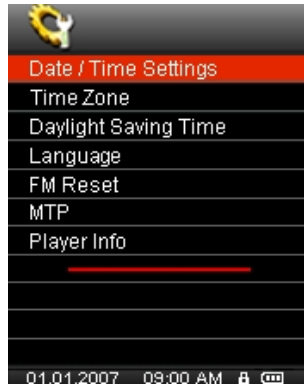 Date / Time Settings
Time Zone
Daylight Saving Time
Language
FM Reset
MTP
Player Info
01.01.2007 09:00 AM